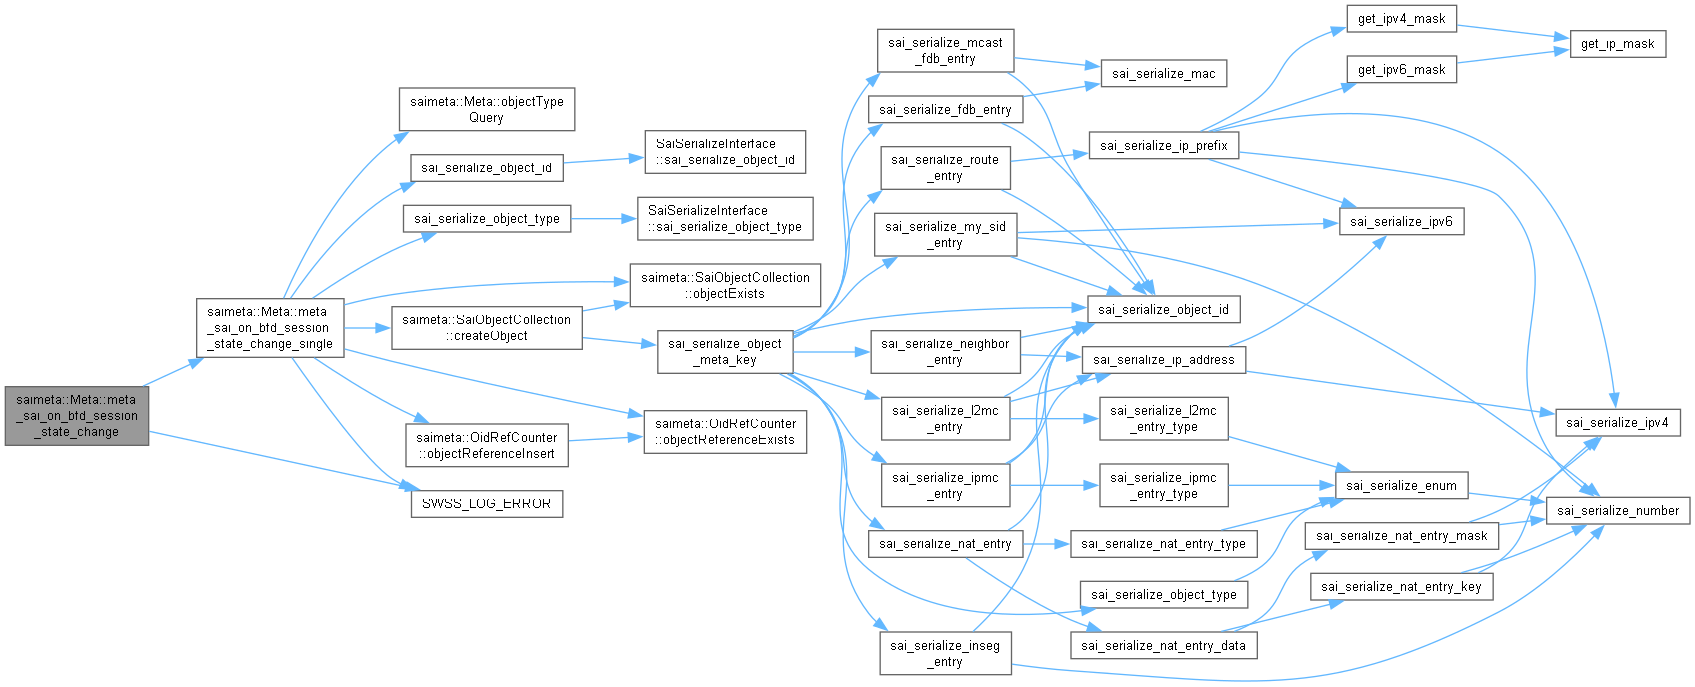 saimeta::Meta::meta
_sai_on_bfd_session
_state_change
saimeta::Meta::meta
_sai_on_bfd_session
_state_change_single
saimeta::Meta::objectType
Query
sai_serialize_object_id
SaiSerializeInterface
::sai_serialize_object_id
sai_serialize_object_type
SaiSerializeInterface
::sai_serialize_object_type
saimeta::SaiObjectCollection
::objectExists
saimeta::SaiObjectCollection
::createObject
saimeta::OidRefCounter
::objectReferenceExists
saimeta::OidRefCounter
::objectReferenceInsert
SWSS_LOG_ERROR
sai_serialize_object
_meta_key
sai_serialize_mcast
_fdb_entry
sai_serialize_fdb_entry
sai_serialize_route
_entry
sai_serialize_my_sid
_entry
sai_serialize_neighbor
_entry
sai_serialize_l2mc
_entry
sai_serialize_ipmc
_entry
sai_serialize_nat_entry
sai_serialize_inseg
_entry
sai_serialize_mac
sai_serialize_ip_prefix
sai_serialize_object_id
sai_serialize_ip_address
sai_serialize_l2mc
_entry_type
sai_serialize_ipmc
_entry_type
sai_serialize_nat_entry_type
sai_serialize_object_type
sai_serialize_nat_entry_data
get_ipv4_mask
get_ipv6_mask
get_ip_mask
sai_serialize_ipv6
sai_serialize_ipv4
sai_serialize_enum
sai_serialize_number
sai_serialize_nat_entry_mask
sai_serialize_nat_entry_key